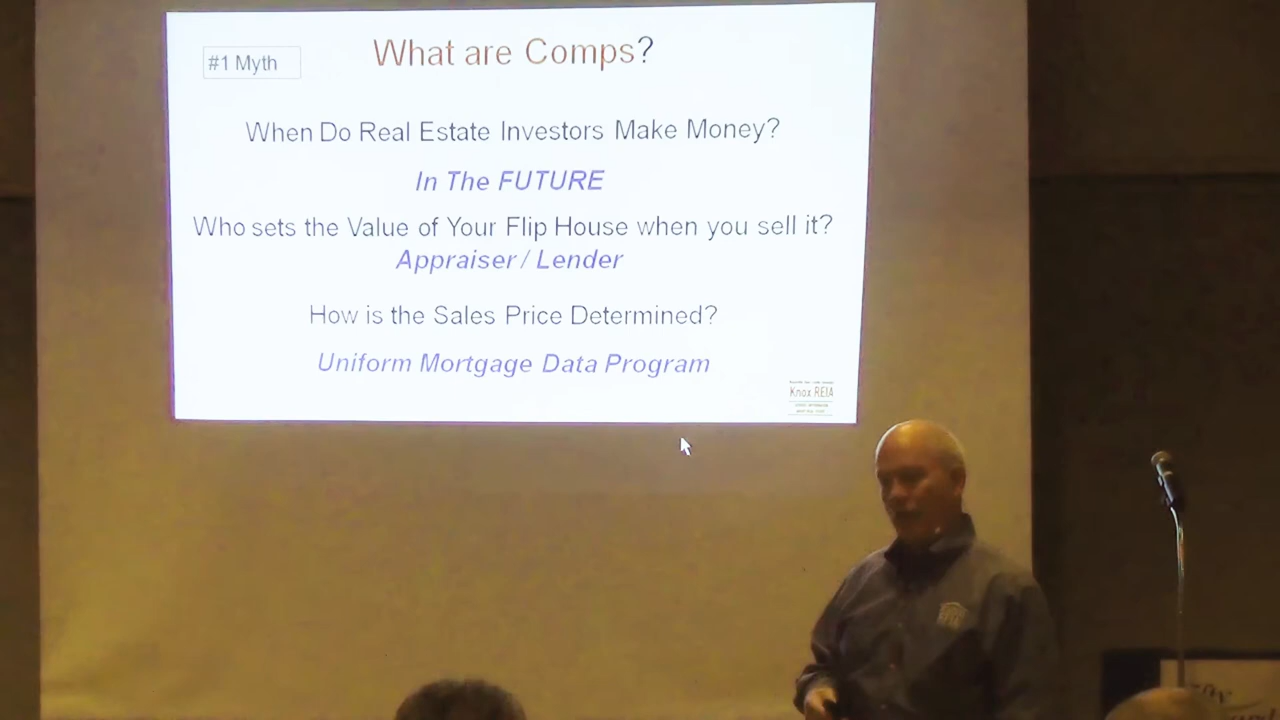 #1 Myth
What are Comps?
When Do Real Estate Investors Make Money?
In The FUTURE
Who sets the Value of Your Flip House when you sell it?
Appraiser / Lender
How is the Sales Price Determined?
Uniform Mortgage Data Program
Knox REIA